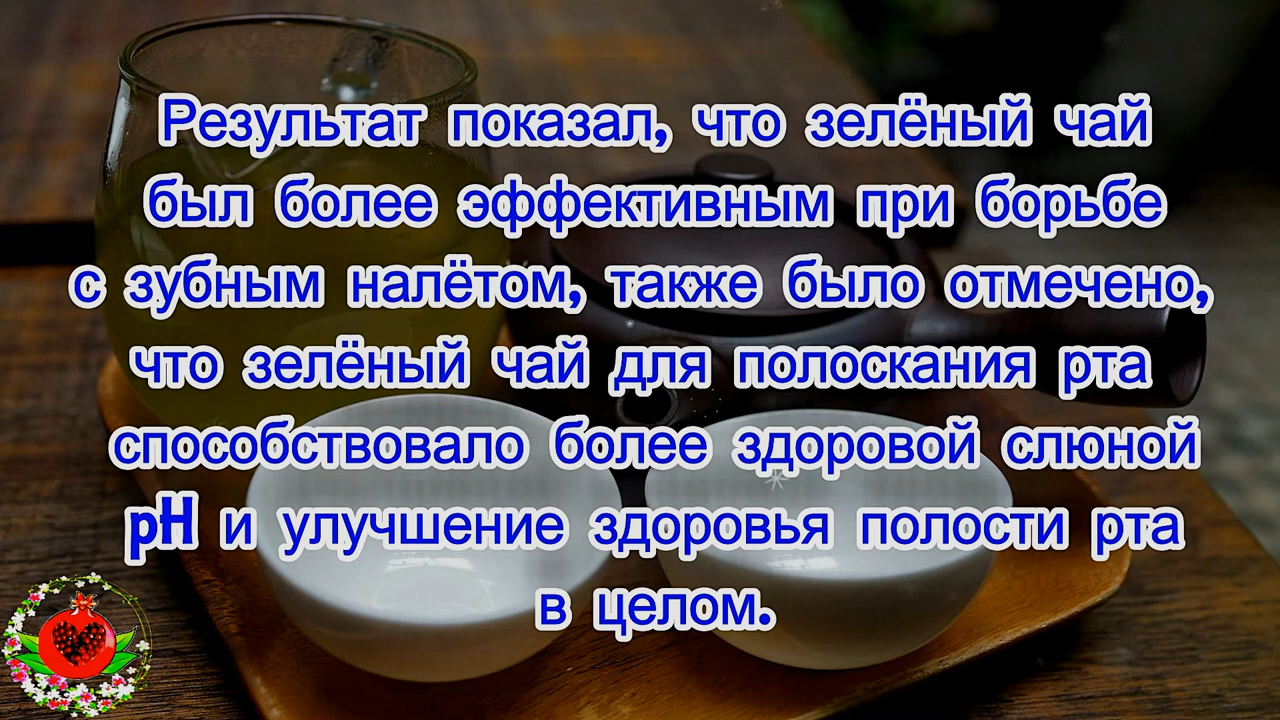 Результат показал, что зелёный чай
был более эффективным при борьбе
с зубным налётом, также было отмечено,
что зелёный чай для полоскания рта
способствовало более здоровой слюной
pH и улучшение здоровья полости рта
в целом.